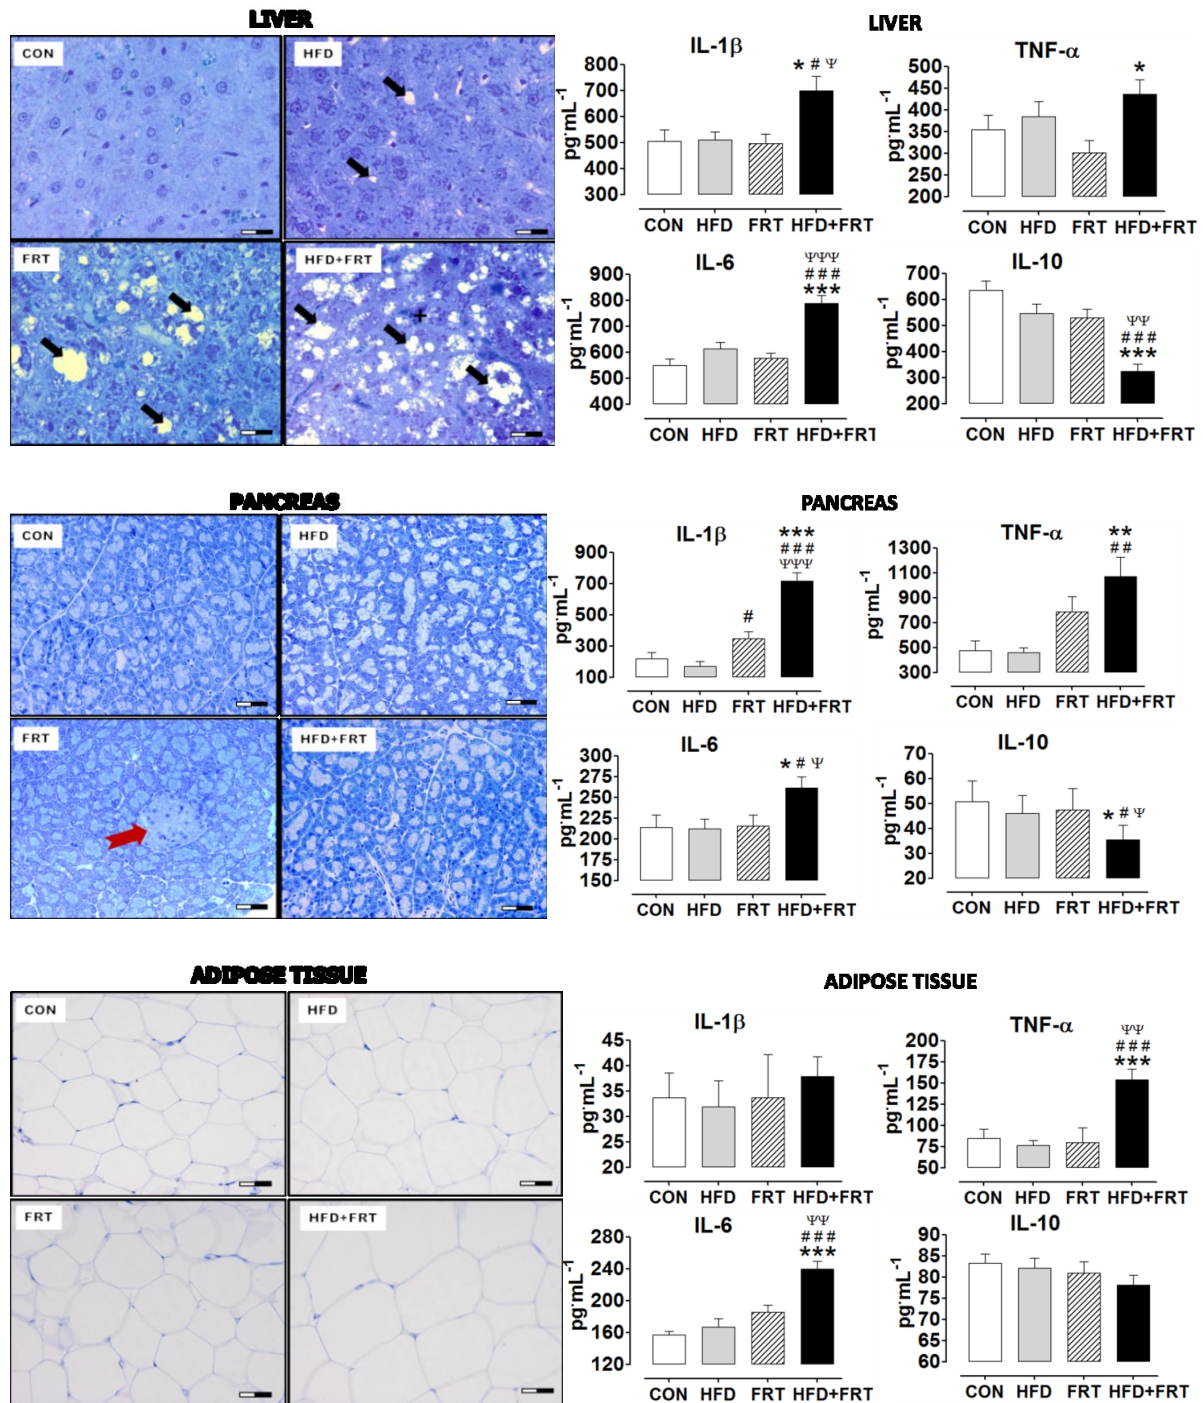 LIVER
CON
HFD
FRT
HFD+FRT
LIVER
IL-1β
pg·mL⁻¹
800
700
600
500
400
300
* # Ψ
CON HFD FRT HFD+FRT
TNF-α
pg·mL⁻¹
500
450
400
350
300
250
200
*
CON HFD FRT HFD+FRT
IL-6
pg·mL⁻¹
900
800
700
600
500
400
ΨΨΨ
###
***
CON HFD FRT HFD+FRT
IL-10
pg·mL⁻¹
700
600
500
400
300
200
ΨΨ
###
***
CON HFD FRT HFD+FRT
PANCREAS
CON
HFD
FRT
HFD+FRT
PANCREAS
IL-1β
pg·mL⁻¹
900
700
500
300
100
#
***
###
ΨΨΨ
CON HFD FRT HFD+FRT
TNF-α
pg·mL⁻¹
1300
1100
900
700
500
300
**
##
CON HFD FRT HFD+FRT
IL-6
pg·mL⁻¹
300
275
250
225
200
175
150
* # Ψ
CON HFD FRT HFD+FRT
IL-10
pg·mL⁻¹
70
60
50
40
30
20
* # Ψ
CON HFD FRT HFD+FRT
ADIPOSE TISSUE
CON
HFD
FRT
HFD+FRT
ADIPOSE TISSUE
IL-1β
pg·mL⁻¹
45
40
35
30
25
20
CON HFD FRT HFD+FRT
TNF-α
pg·mL⁻¹
200
175
150
125
100
75
50
ΨΨ
###
***
CON HFD FRT HFD+FRT
IL-6
pg·mL⁻¹
280
240
200
160
120
ΨΨ
###
***
CON HFD FRT HFD+FRT
IL-10
pg·mL⁻¹
90
85
80
75
70
65
60
CON HFD FRT HFD+FRT